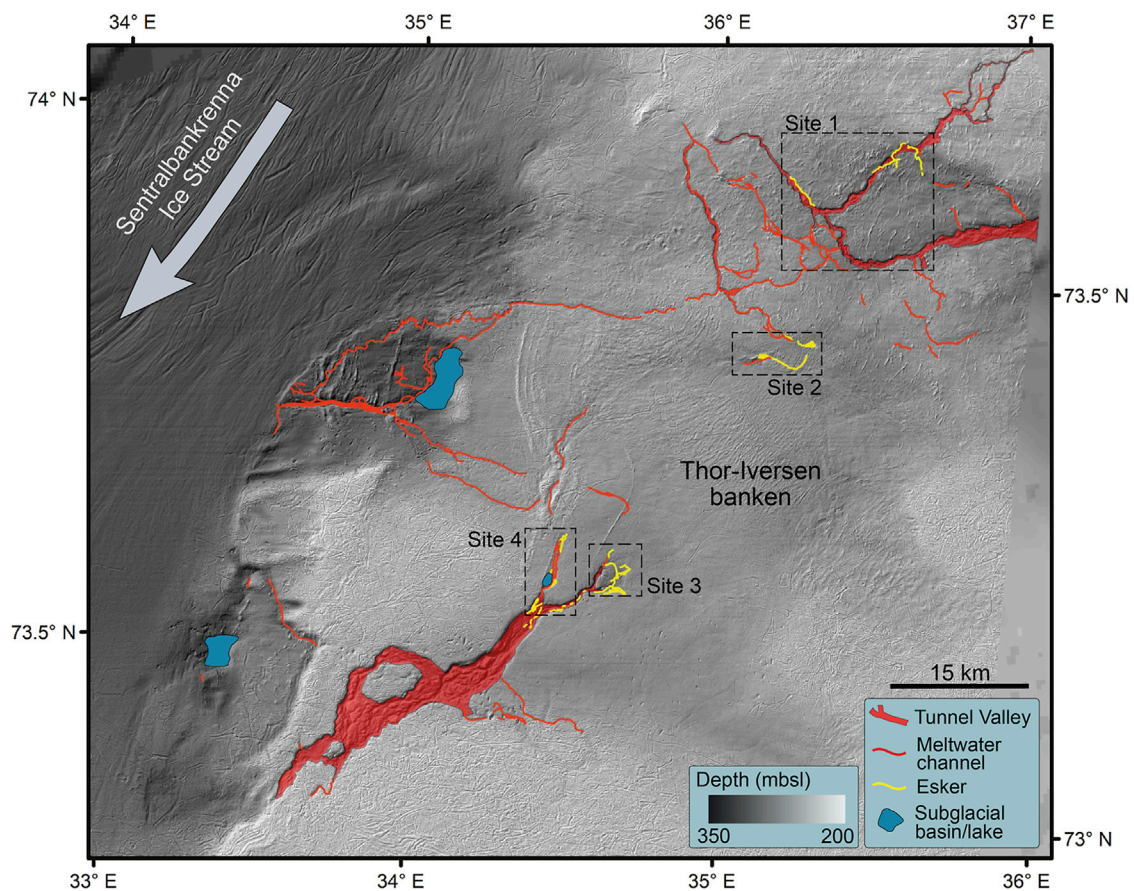 34° E
35° E
36° E
37° E
74° N
Sentralbankrenna
Ice Stream
Site 1
73.5° N
Site 2
Thor-Iversen
banken
Site 4
Site 3
73.5° N
15 km
Tunnel Valley
Meltwater
channel
Esker
Subglacial
basin/lake
Depth (mbsl)
350
200
73° N
33° E
34° E
35° E
36° E